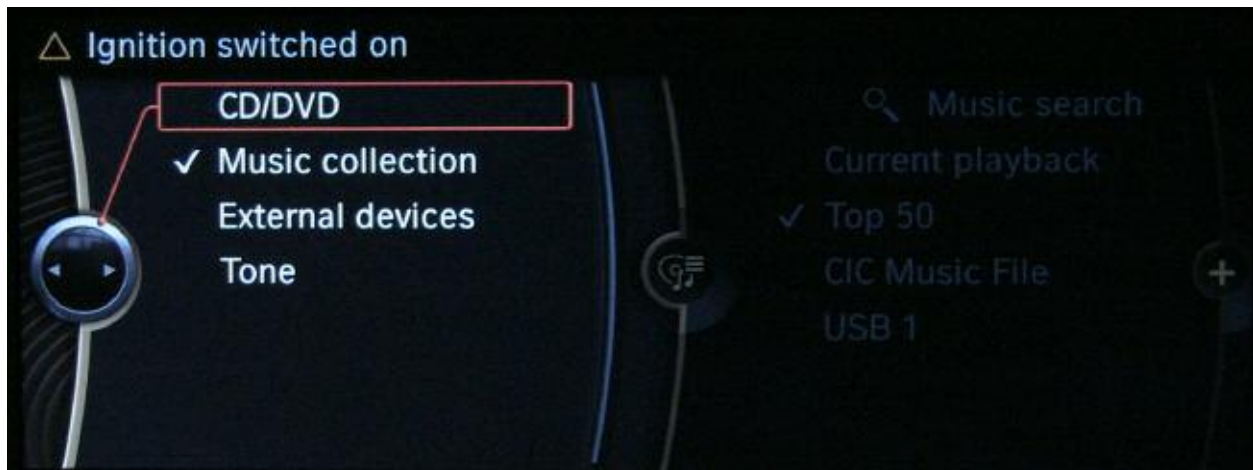 Ignition switched on
CD/DVD
Music collection
External devices
Tone
Music search
Current playback
Top 50
CIC Music File
USB 1